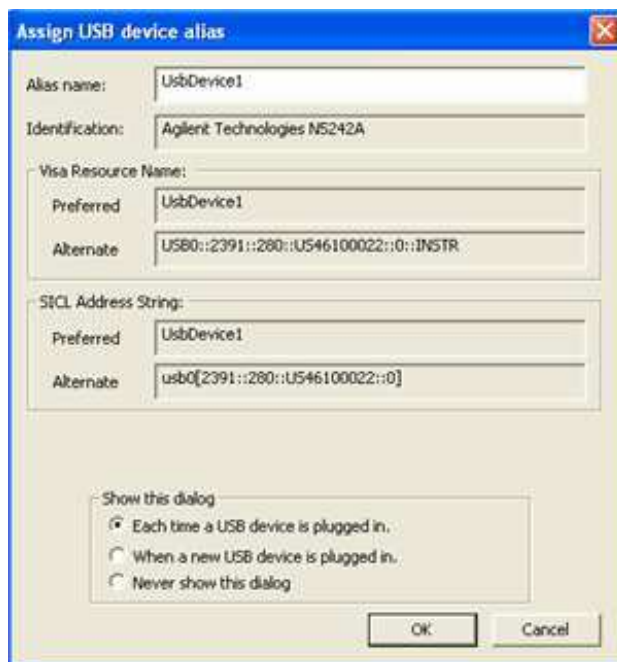 Assign USB device alias
Alias name: UsbDevice1
Identification: Agilent Technologies N5242A
Visa Resource Name:
Preferred UsbDevice1
Alternate USB0::2391::280::US46100022::0::INSTR
SICL Address String:
Preferred UsbDevice1
Alternate usb0[2391::280::US46100022::0]
Show this dialog
Each time a USB device is plugged in.
When a new USB device is plugged in.
Never show this dialog
OK Cancel